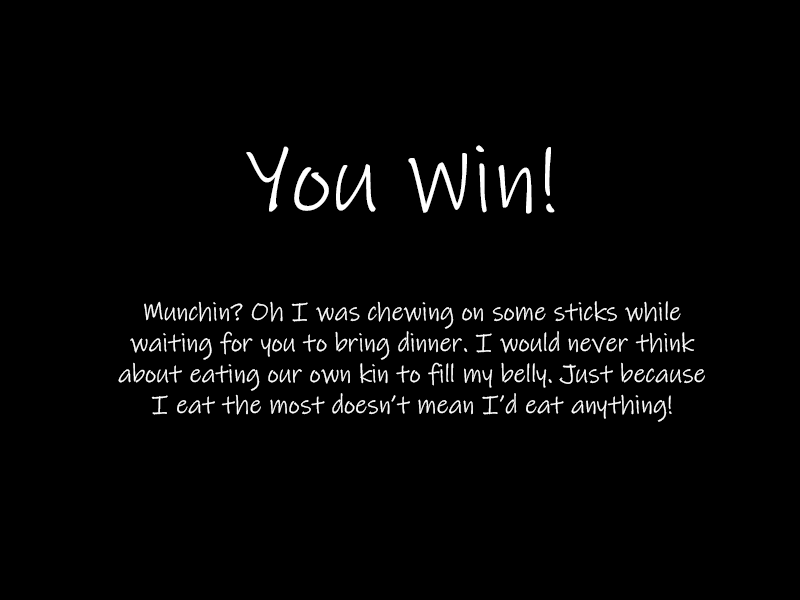 You Win!
Munchin? Oh I was chewing on some sticks while
waiting for you to bring dinner. I would never think
about eating our own kin to fill my belly. Just because
I eat the most doesn't mean I'd eat anything!